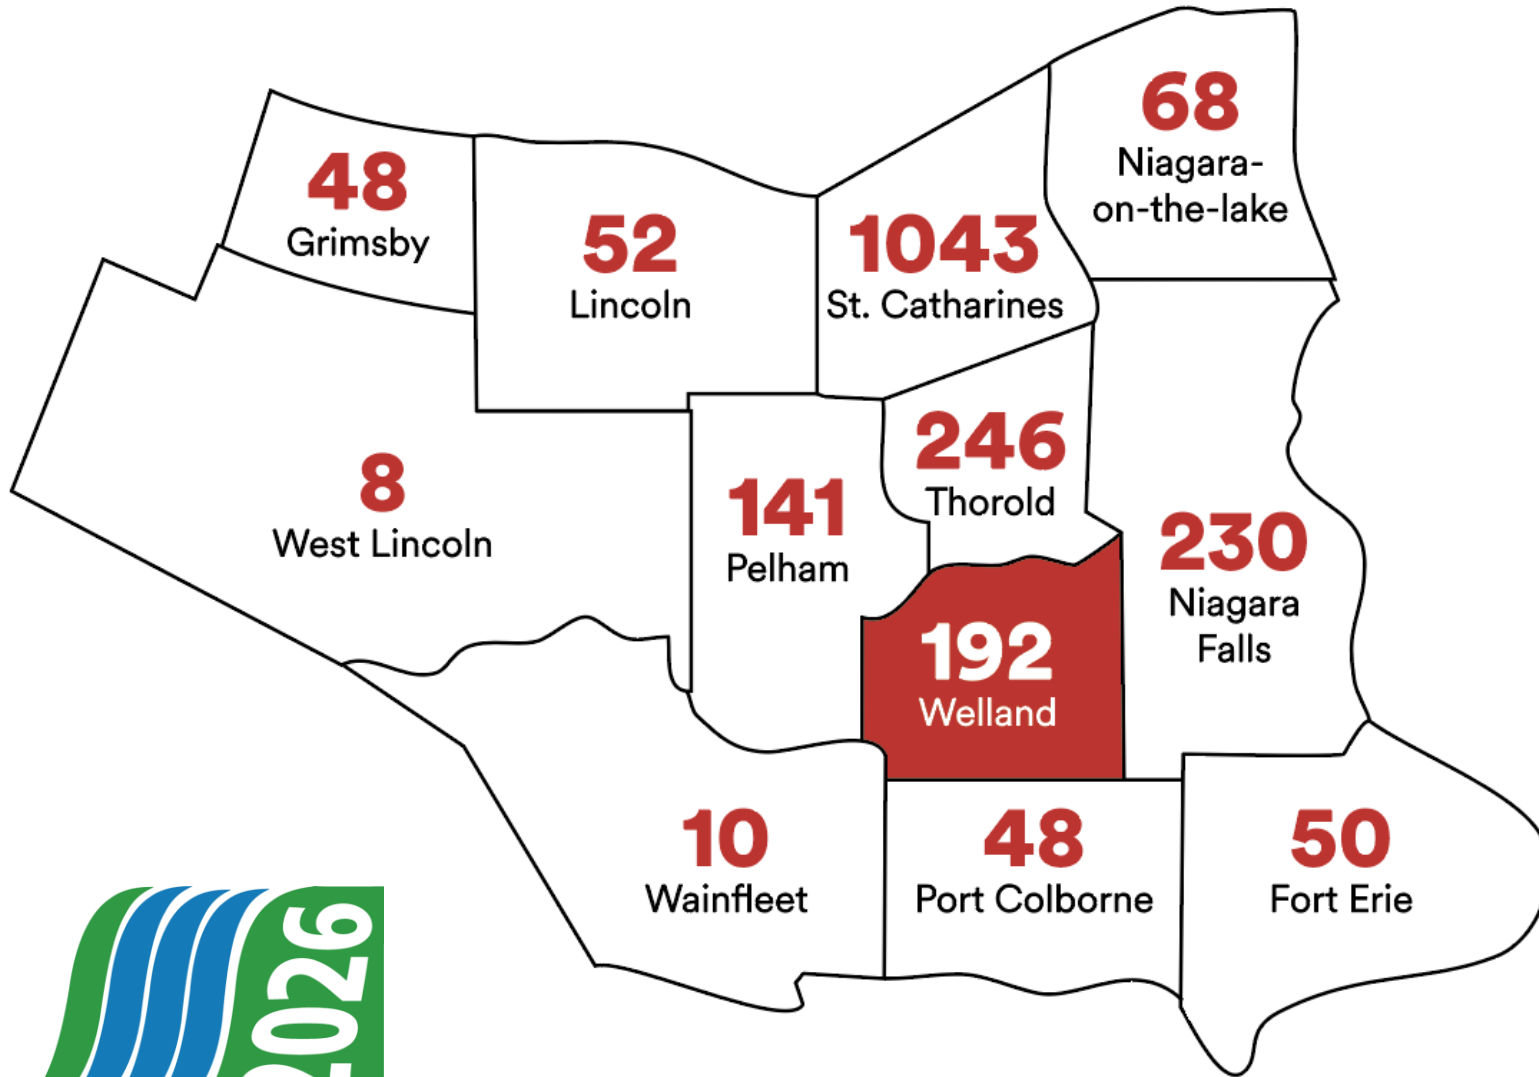 68
Niagara-
on-the-lake
48
Grimsby
52
Lincoln
1043
St. Catharines
246
Thorold
8
West Lincoln
141
Pelham
230
Niagara
Falls
192
Welland
10
Wainfleet
48
Port Colborne
50
Fort Erie
2026